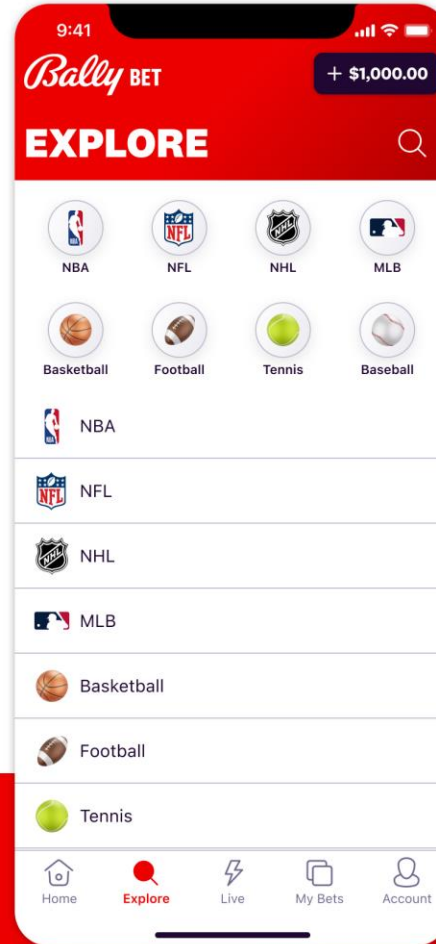 9:41
Bally BET
+ $1,000.00
EXPLORE
NBA NFL NHL MLB
Basketball Football Tennis Baseball
NBA
NFL
NHL
MLB
Basketball
Football
Tennis
Home Explore Live My Bets Account